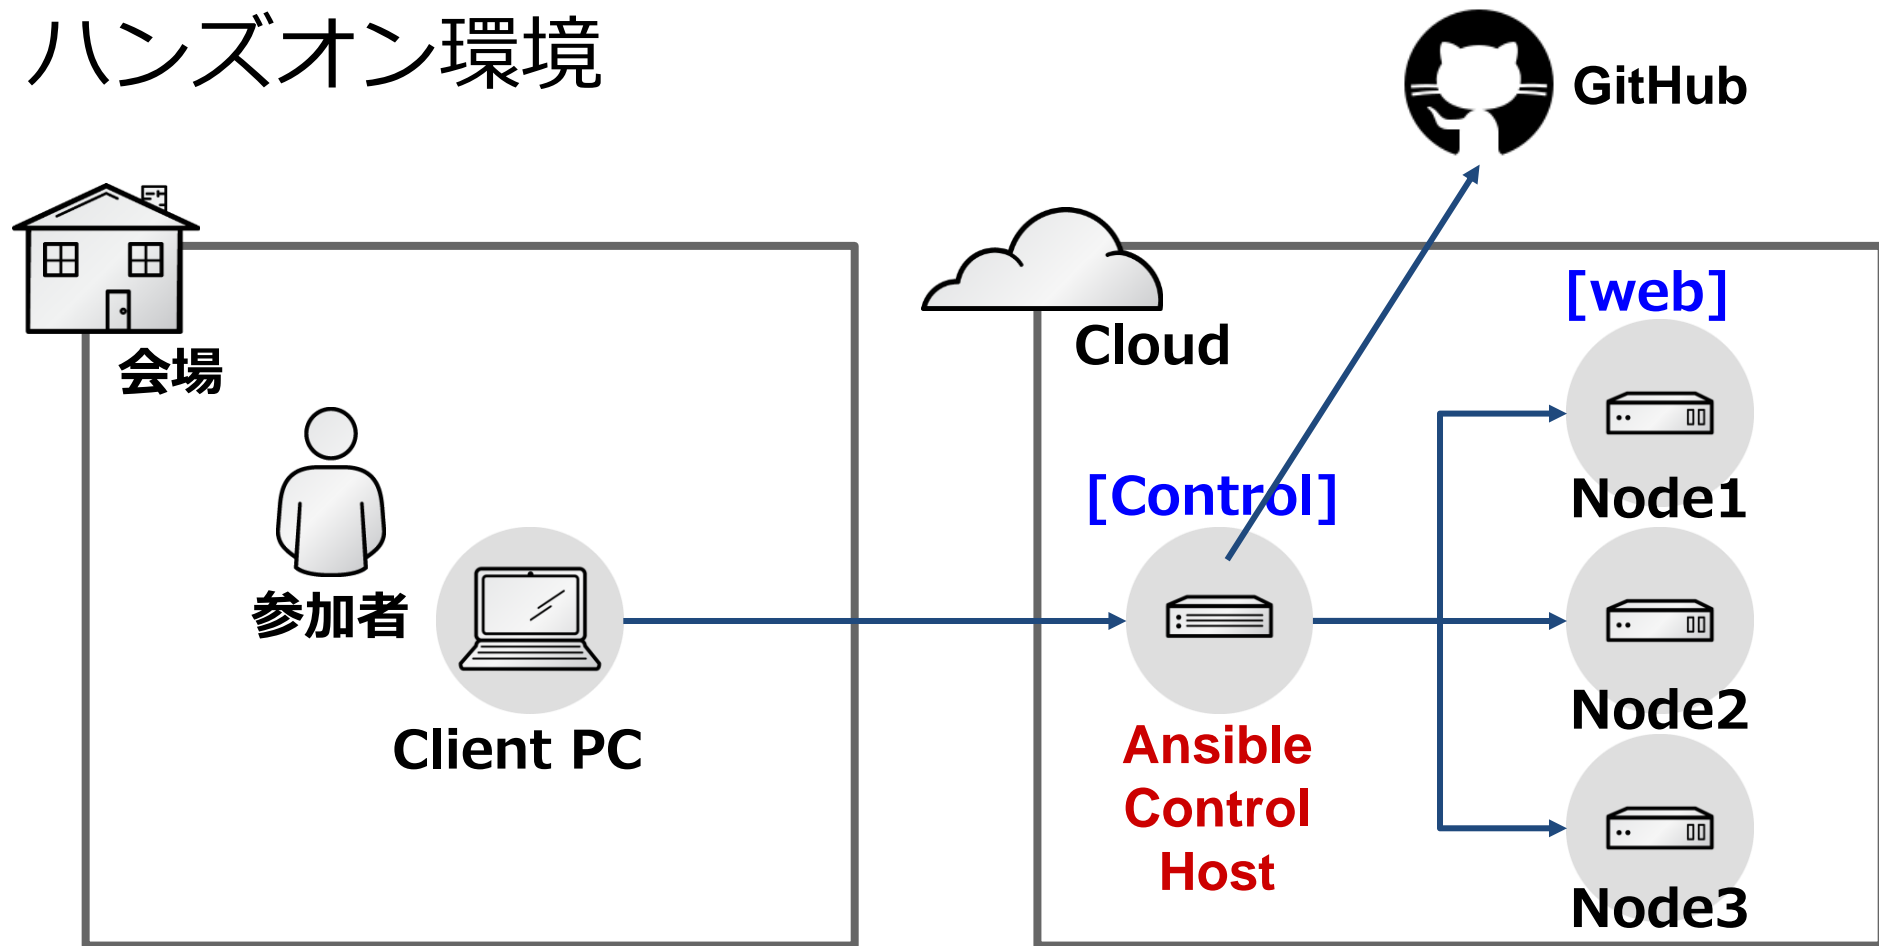 ハンズオン環境
GitHub
会場
参加者
Client PC
Cloud
[Control]
Ansible
Control
Host
[web]
Node1
Node2
Node3